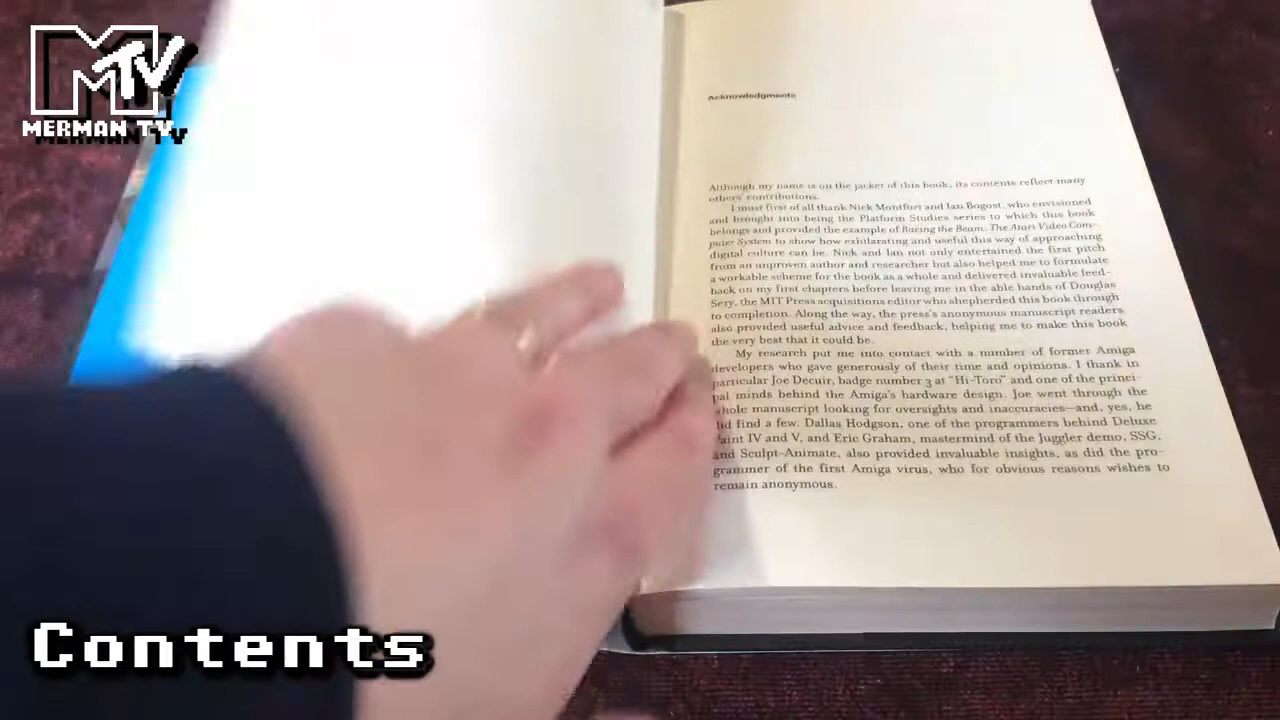 MTV
MERMAN TV
Acknowledgments
Although my name is on the jacket of this book, its contents reflect many
others' contributions.
I must first of all thank Nick Montfort and Ian Bogost, who envisioned
and brought into being the Platform Studies series to which this book
belongs and provided the example of Racing the Beam: The Atari Video Com-
puter System to show how exhilarating and useful this way of approaching
digital culture can be. Nick and Ian not only entertained the first pitch
from an unproven author and researcher but also helped me to formulate
a workable scheme for the book as a whole and delivered invaluable feed-
back on my first chapters before leaving me in the able hands of Douglas
Sery, the MIT Press acquisitions editor who shepherded this book through
to completion. Along the way, the press's anonymous manuscript readers
also provided useful advice and feedback, helping me to make this book
the very best that it could be.
My research put me into contact with a number of former Amiga
developers who gave generously of their time and opinions. I thank in
particular Joe Decuir, badge number 3 at "Hi-Toro" and one of the princi-
pal minds behind the Amiga's hardware design. Joe went through the
whole manuscript looking for oversights and inaccuracies—and, yes, he
did find a few. Dallas Hodgson, one of the programmers behind Deluxe
Paint IV and V, and Eric Graham, mastermind of the Juggler demo, SSG,
and Sculpt-Animate, also provided invaluable insights, as did the pro-
grammer of the first Amiga virus, who for obvious reasons wishes to
remain anonymous.
Contents